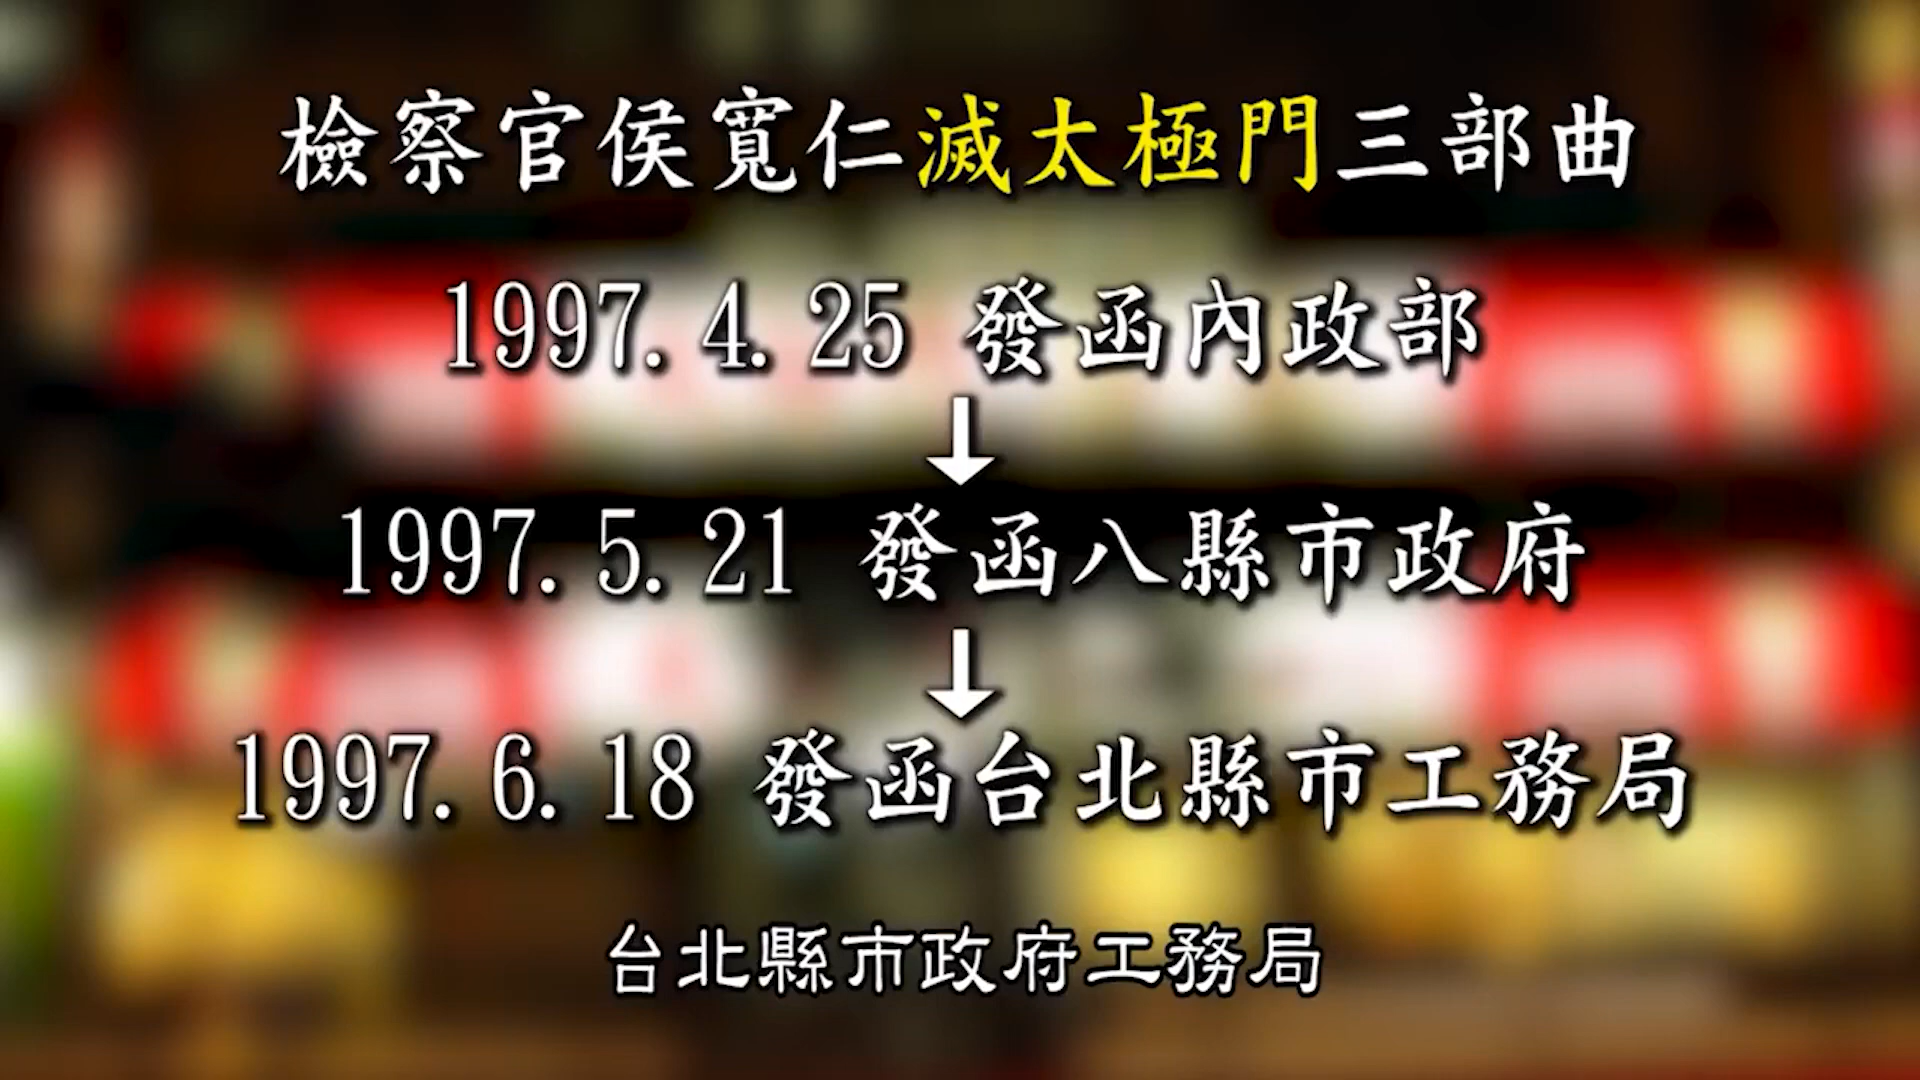 檢察官侯寬仁滅太極門三部曲
1997.4.25 發函內政部
↓
1997.5.21 發函八縣市政府
↓
1997.6.18 發函台北縣市工務局
台北縣市政府工務局